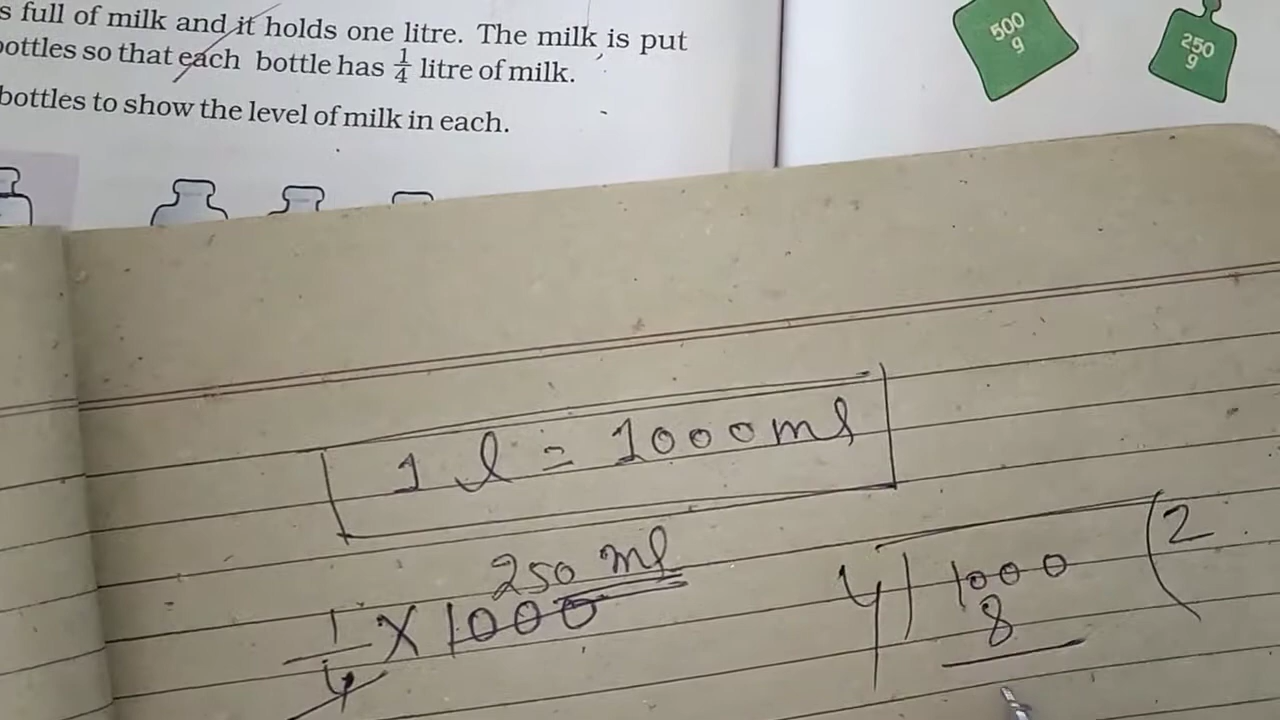 s full of milk and it holds one litre. The milk is put
bottles so that each bottle has 1/4 litre of milk.
bottles to show the level of milk in each.
500
g
250
g
1 l = 1000 ml
250 ml
1/4 X 1000
4) 1000 (2
8